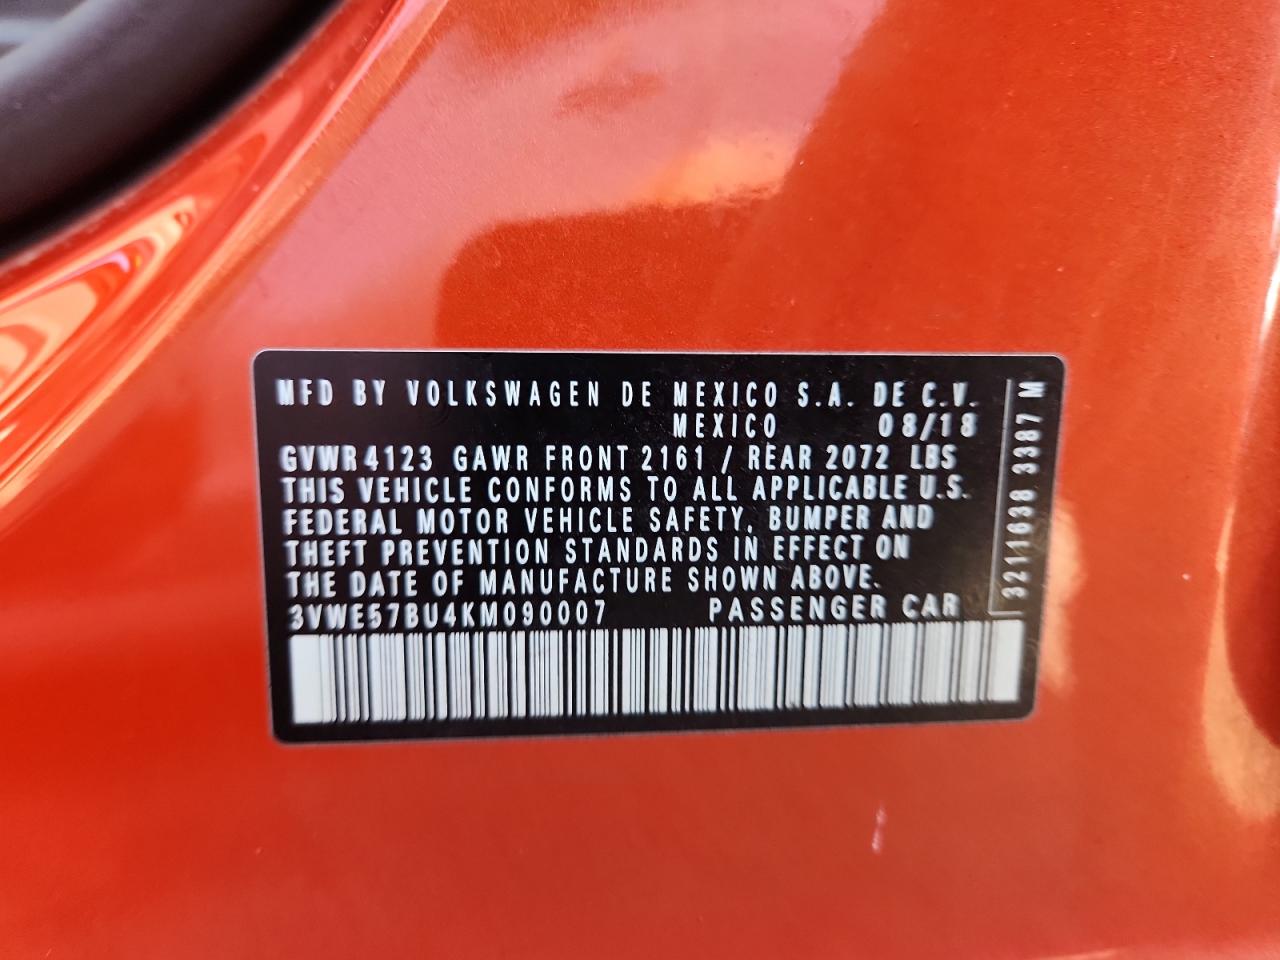 MFD BY VOLKSWAGEN DE MEXICO S.A. DE C.V.
MEXICO 08/18
GVWR 4123 GAWR FRONT 2161 / REAR 2072 LBS
THIS VEHICLE CONFORMS TO ALL APPLICABLE U.S.
FEDERAL MOTOR VEHICLE SAFETY, BUMPER AND
THEFT PREVENTION STANDARDS IN EFFECT ON
THE DATE OF MANUFACTURE SHOWN ABOVE.
3VWE57BU4KM090007 PASSENGER CAR
3211638 3387 M